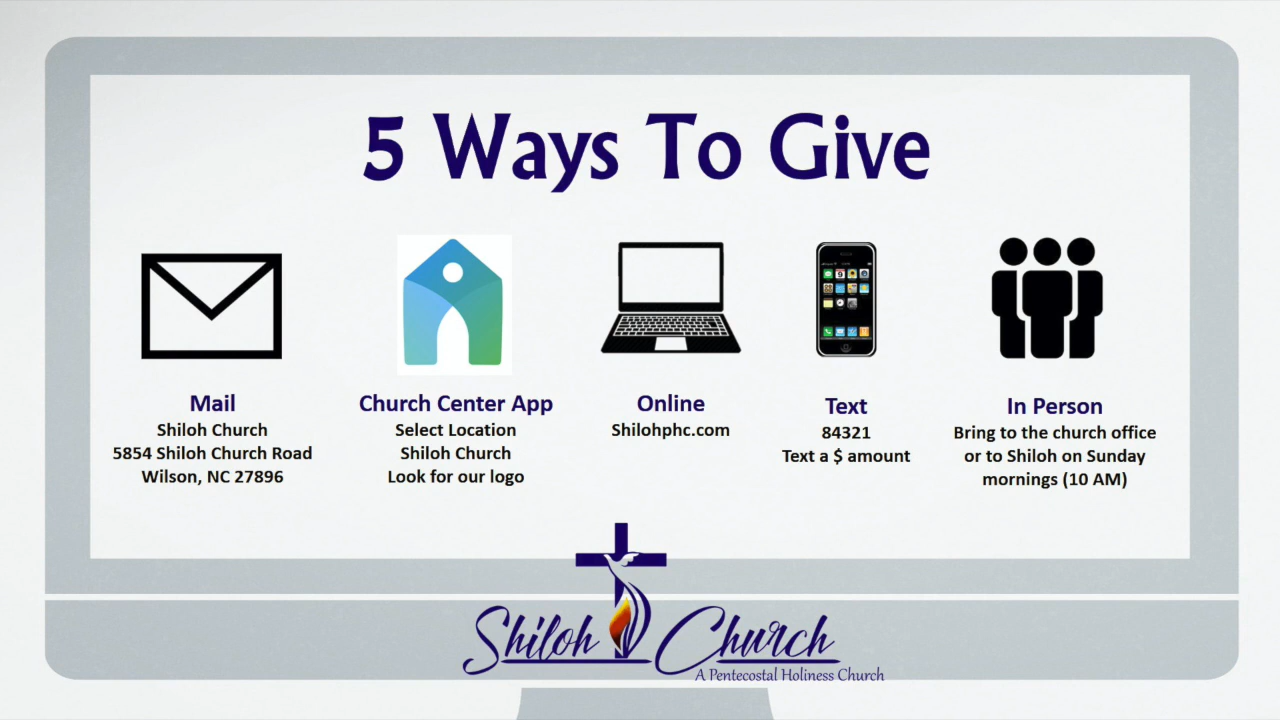 5 Ways To Give
Mail
Shiloh Church
5854 Shiloh Church Road
Wilson, NC 27896
Church Center App
Select Location
Shiloh Church
Look for our logo
Online
Shilohphc.com
Text
84321
Text a $ amount
In Person
Bring to the church office
or to Shiloh on Sunday
mornings (10 AM)
Shiloh Church
A Pentecostal Holiness Church